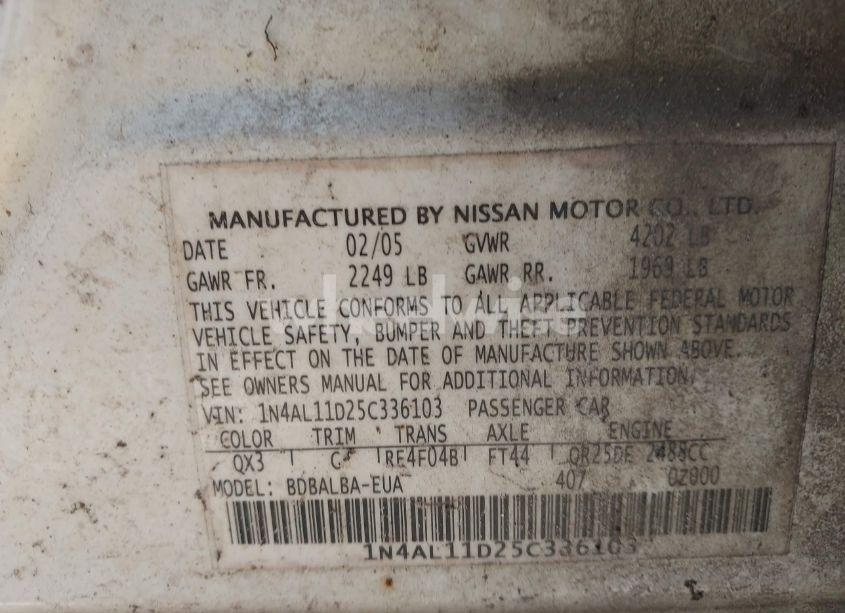 MANUFACTURED BY NISSAN MOTOR CO., LTD.
DATE 02/05 GVWR 4202 LB
GAWR FR. 2249 LB GAWR RR. 1969 LB
THIS VEHICLE CONFORMS TO ALL APPLICABLE FEDERAL MOTOR
VEHICLE SAFETY, BUMPER AND THEFT PREVENTION STANDARDS
IN EFFECT ON THE DATE OF MANUFACTURE SHOWN ABOVE.
SEE OWNERS MANUAL FOR ADDITIONAL INFORMATION.
VIN: 1N4AL11D25C336103 PASSENGER CAR
COLOR TRIM TRANS AXLE ENGINE
QX3 G RE4F04B FT44 QR25DE 2488CC
MODEL: BDBALBA-EUA 407 0Z000
1N4AL11D25C336103